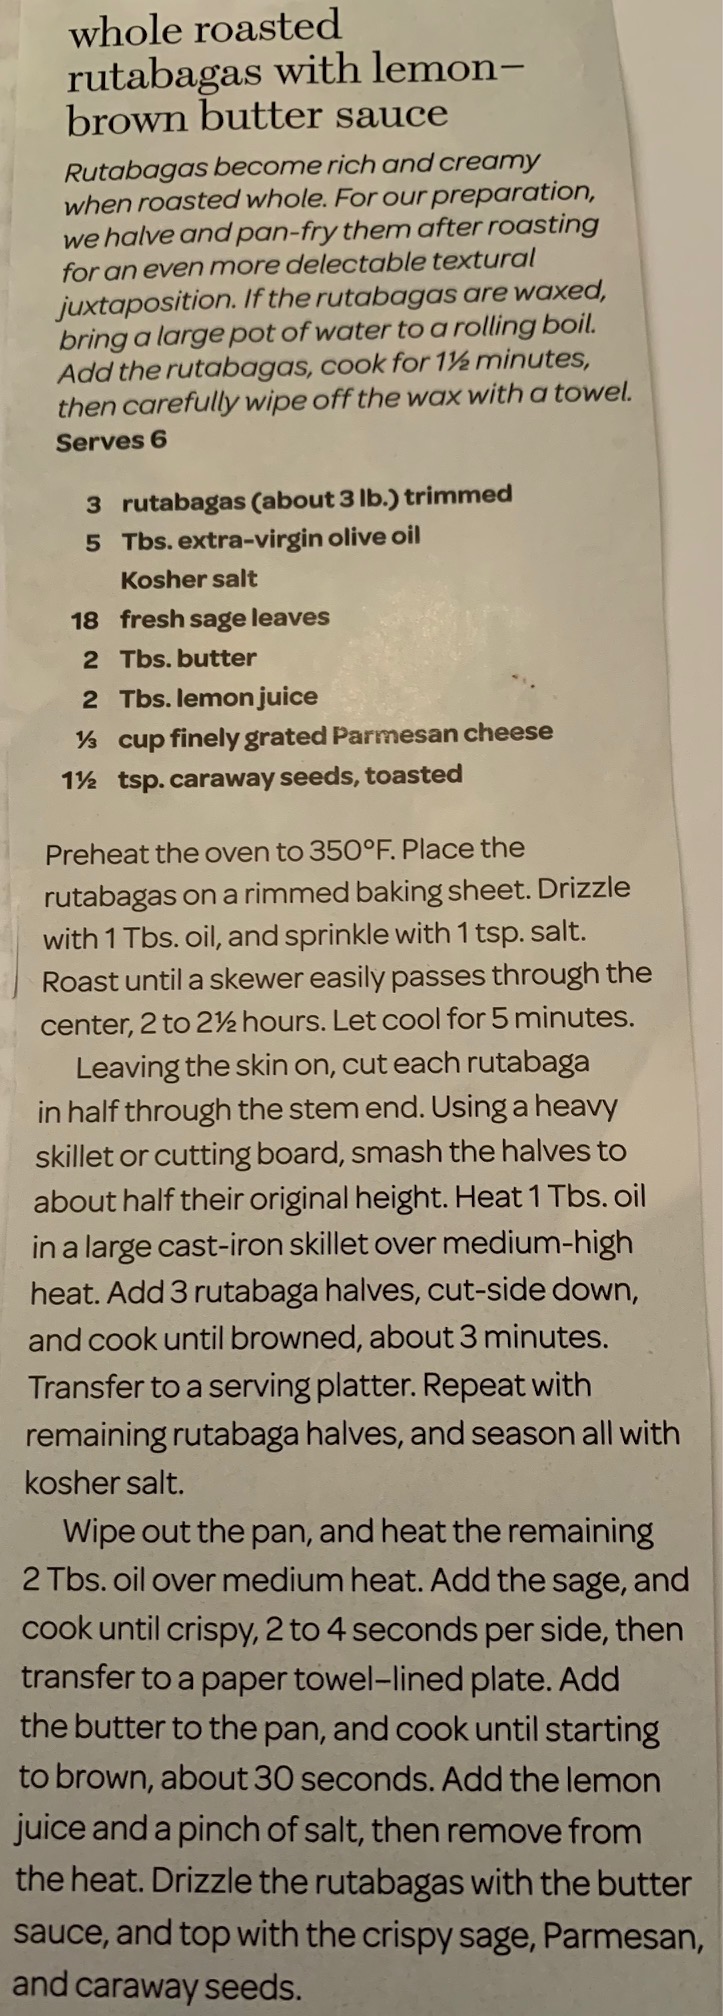 whole roasted
rutabagas with lemon–
brown butter sauce
Rutabagas become rich and creamy
when roasted whole. For our preparation,
we halve and pan-fry them after roasting
for an even more delectable textural
juxtaposition. If the rutabagas are waxed,
bring a large pot of water to a rolling boil.
Add the rutabagas, cook for 1½ minutes,
then carefully wipe off the wax with a towel.
Serves 6
3 rutabagas (about 3 lb.) trimmed
5 Tbs. extra-virgin olive oil
Kosher salt
18 fresh sage leaves
2 Tbs. butter
2 Tbs. lemon juice
⅓ cup finely grated Parmesan cheese
1½ tsp. caraway seeds, toasted
Preheat the oven to 350°F. Place the
rutabagas on a rimmed baking sheet. Drizzle
with 1 Tbs. oil, and sprinkle with 1 tsp. salt.
Roast until a skewer easily passes through the
center, 2 to 2½ hours. Let cool for 5 minutes.
Leaving the skin on, cut each rutabaga
in half through the stem end. Using a heavy
skillet or cutting board, smash the halves to
about half their original height. Heat 1 Tbs. oil
in a large cast-iron skillet over medium-high
heat. Add 3 rutabaga halves, cut-side down,
and cook until browned, about 3 minutes.
Transfer to a serving platter. Repeat with
remaining rutabaga halves, and season all with
kosher salt.
Wipe out the pan, and heat the remaining
2 Tbs. oil over medium heat. Add the sage, and
cook until crispy, 2 to 4 seconds per side, then
transfer to a paper towel–lined plate. Add
the butter to the pan, and cook until starting
to brown, about 30 seconds. Add the lemon
juice and a pinch of salt, then remove from
the heat. Drizzle the rutabagas with the butter
sauce, and top with the crispy sage, Parmesan,
and caraway seeds.